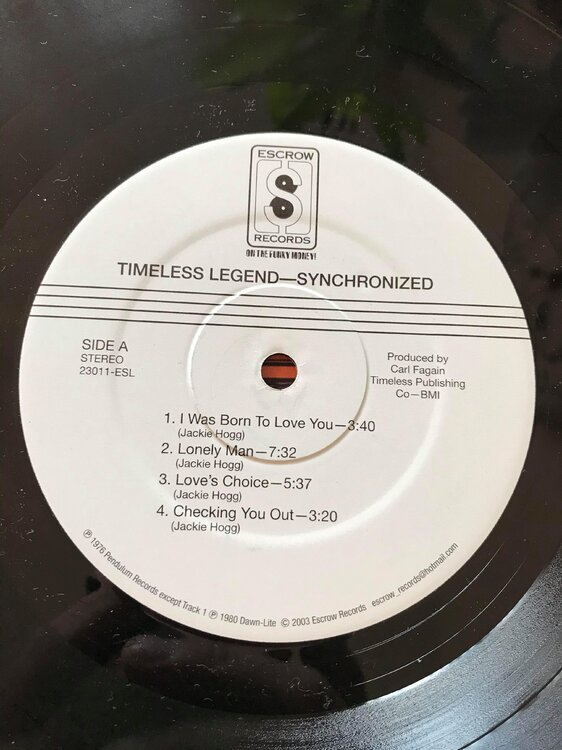 ESCROW
S
RECORDS
ON THE FUNKY MONEY!
TIMELESS LEGEND—SYNCHRONIZED
SIDE A
STEREO
23011-ESL
Produced by
Carl Fagain
Timeless Publishing
Co—BMI
1. I Was Born To Love You—3:40
(Jackie Hogg)
2. Lonely Man—7:32
(Jackie Hogg)
3. Love's Choice—5:37
(Jackie Hogg)
4. Checking You Out—3:20
(Jackie Hogg)
℗ 1976 Pendulum Records except Track 1 ℗ 1980 Dawn-Lite © 2003 Escrow Records escrow_records@hotmail.com